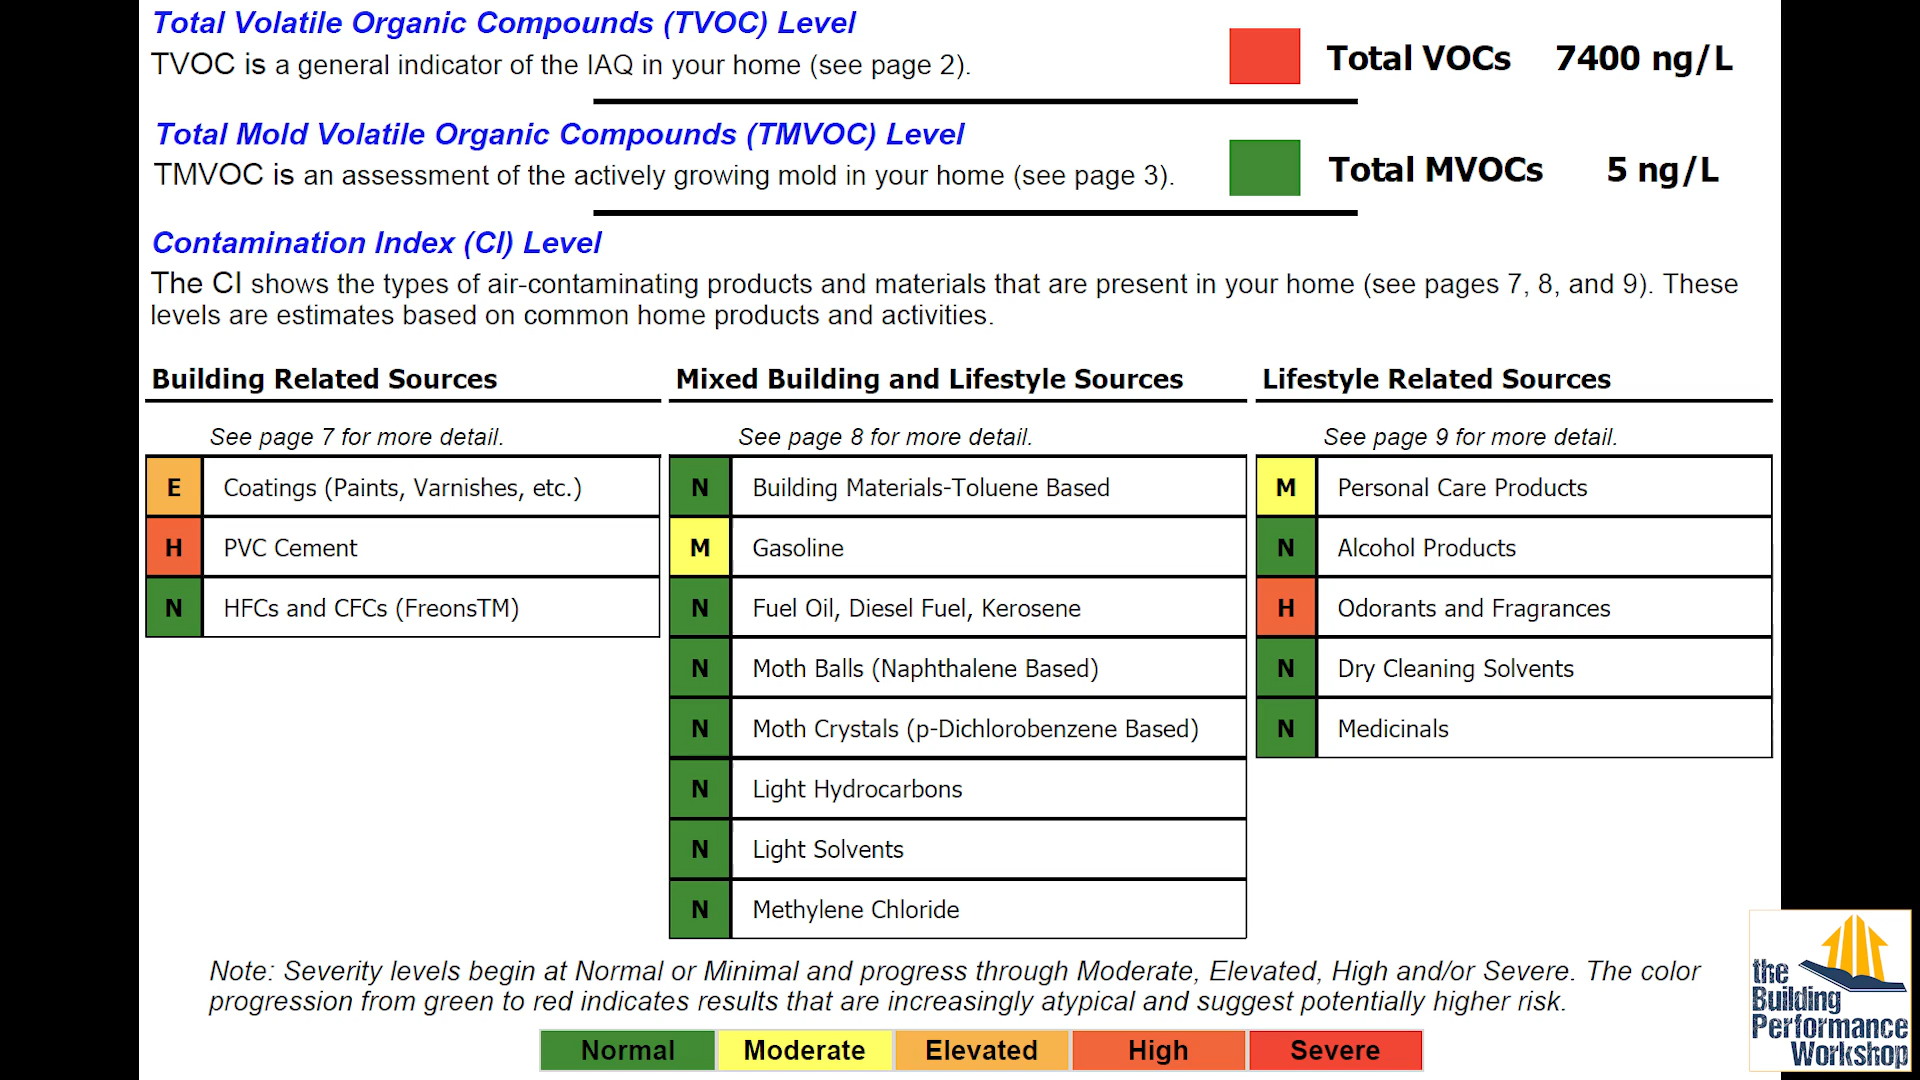 Total Volatile Organic Compounds (TVOC) Level
TVOC is a general indicator of the IAQ in your home (see page 2).
Total VOCs 7400 ng/L
Total Mold Volatile Organic Compounds (TMVOC) Level
TMVOC is an assessment of the actively growing mold in your home (see page 3).
Total MVOCs 5 ng/L
Contamination Index (CI) Level
The CI shows the types of air-contaminating products and materials that are present in your home (see pages 7, 8, and 9). These
levels are estimates based on common home products and activities.
Building Related Sources
See page 7 for more detail.
E Coatings (Paints, Varnishes, etc.)
H PVC Cement
N HFCs and CFCs (FreonsTM)
Mixed Building and Lifestyle Sources
See page 8 for more detail.
N Building Materials-Toluene Based
M Gasoline
N Fuel Oil, Diesel Fuel, Kerosene
N Moth Balls (Naphthalene Based)
N Moth Crystals (p-Dichlorobenzene Based)
N Light Hydrocarbons
N Light Solvents
N Methylene Chloride
Lifestyle Related Sources
See page 9 for more detail.
M Personal Care Products
N Alcohol Products
H Odorants and Fragrances
N Dry Cleaning Solvents
N Medicinals
Note: Severity levels begin at Normal or Minimal and progress through Moderate, Elevated, High and/or Severe. The color
progression from green to red indicates results that are increasingly atypical and suggest potentially higher risk.
Normal Moderate Elevated High Severe
the
Building
Performance
Workshop